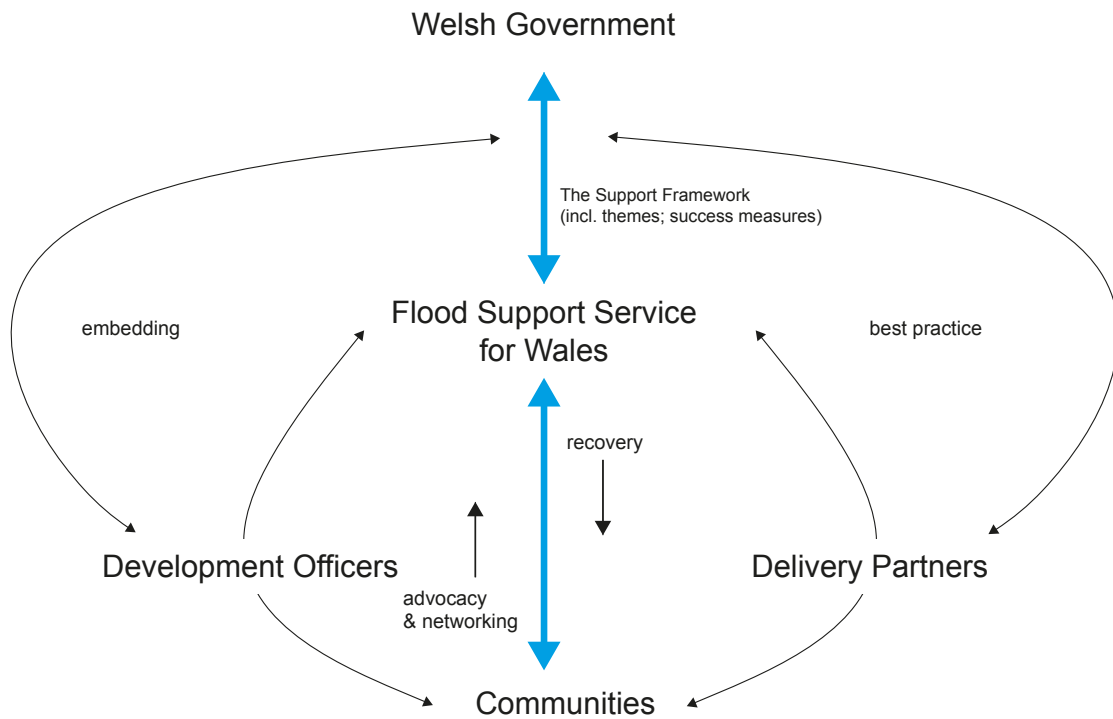 Welsh Government
The Support Framework
(incl. themes; success measures)
Flood Support Service
for Wales
embedding
best practice
recovery
Development Officers
Delivery Partners
advocacy
& networking
Communities